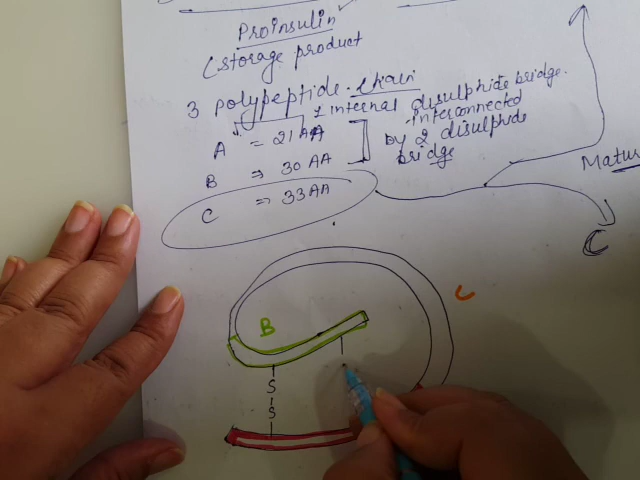 Proinsulin
(storage product
3 polypeptide chain
1 internal disulphide bridge.
A = 21 AA
interconnected
by 2 disulphide
bridge
B ⇒ 30 AA
C ⇒ 33 AA
Matur
C
C
B
S
S